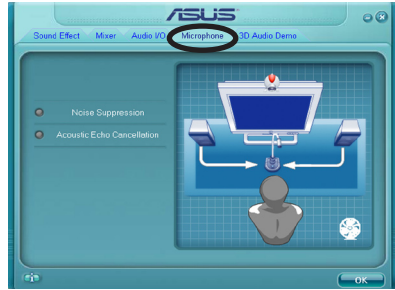 ASUS
Sound Effect Mixer Audio I/O Microphone 3D Audio Demo
Noise Suppression
Acoustic Echo Cancellation
OK